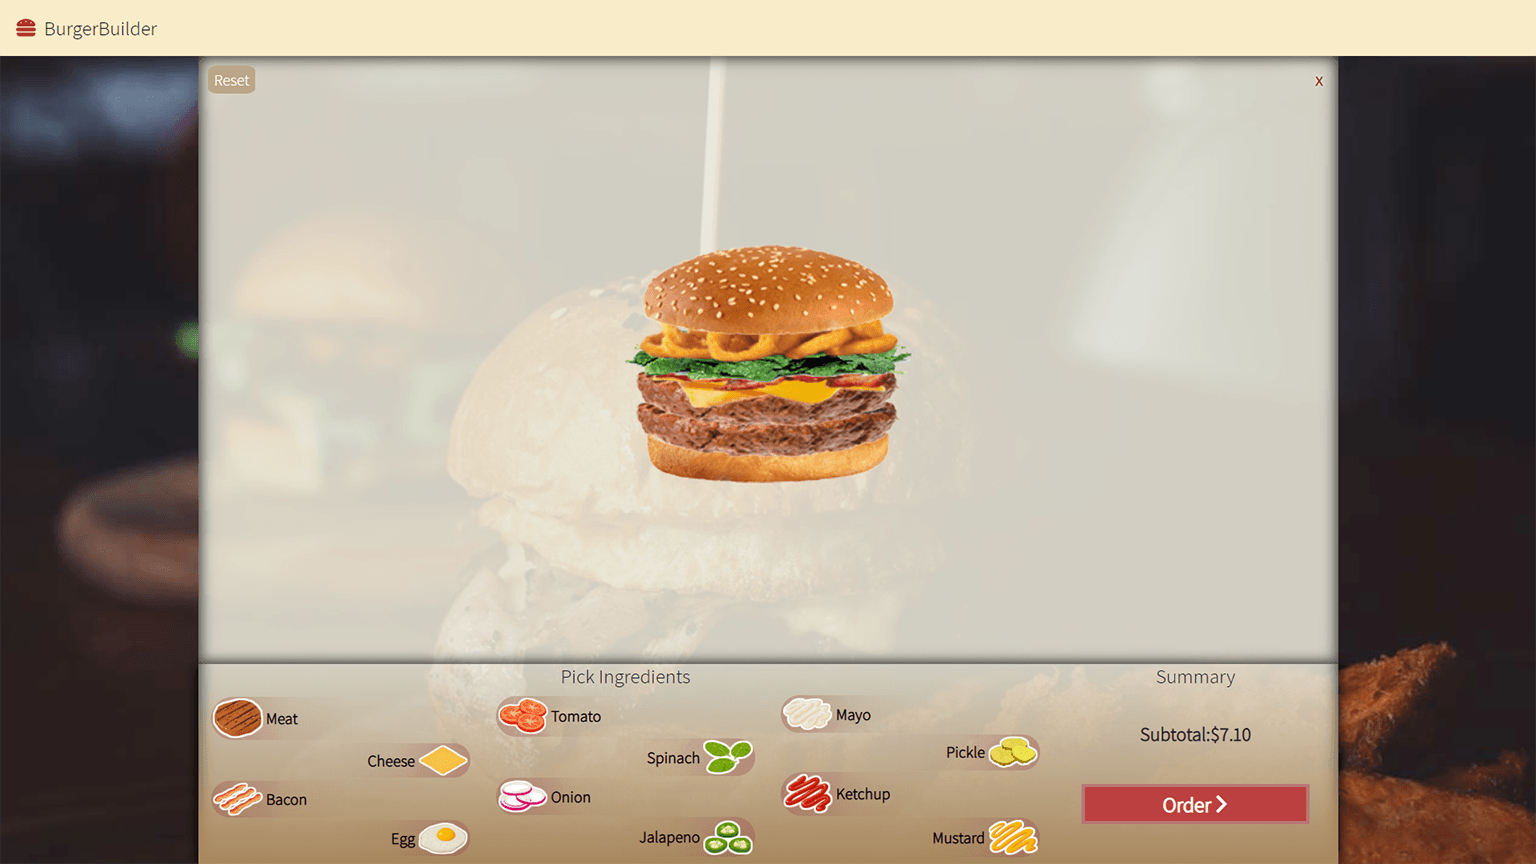 BurgerBuilder
Reset
x
Pick Ingredients
Summary
Meat
Tomato
Mayo
Cheese
Spinach
Pickle
Subtotal:$7.10
Bacon
Onion
Ketchup
Order
Egg
Jalapeno
Mustard